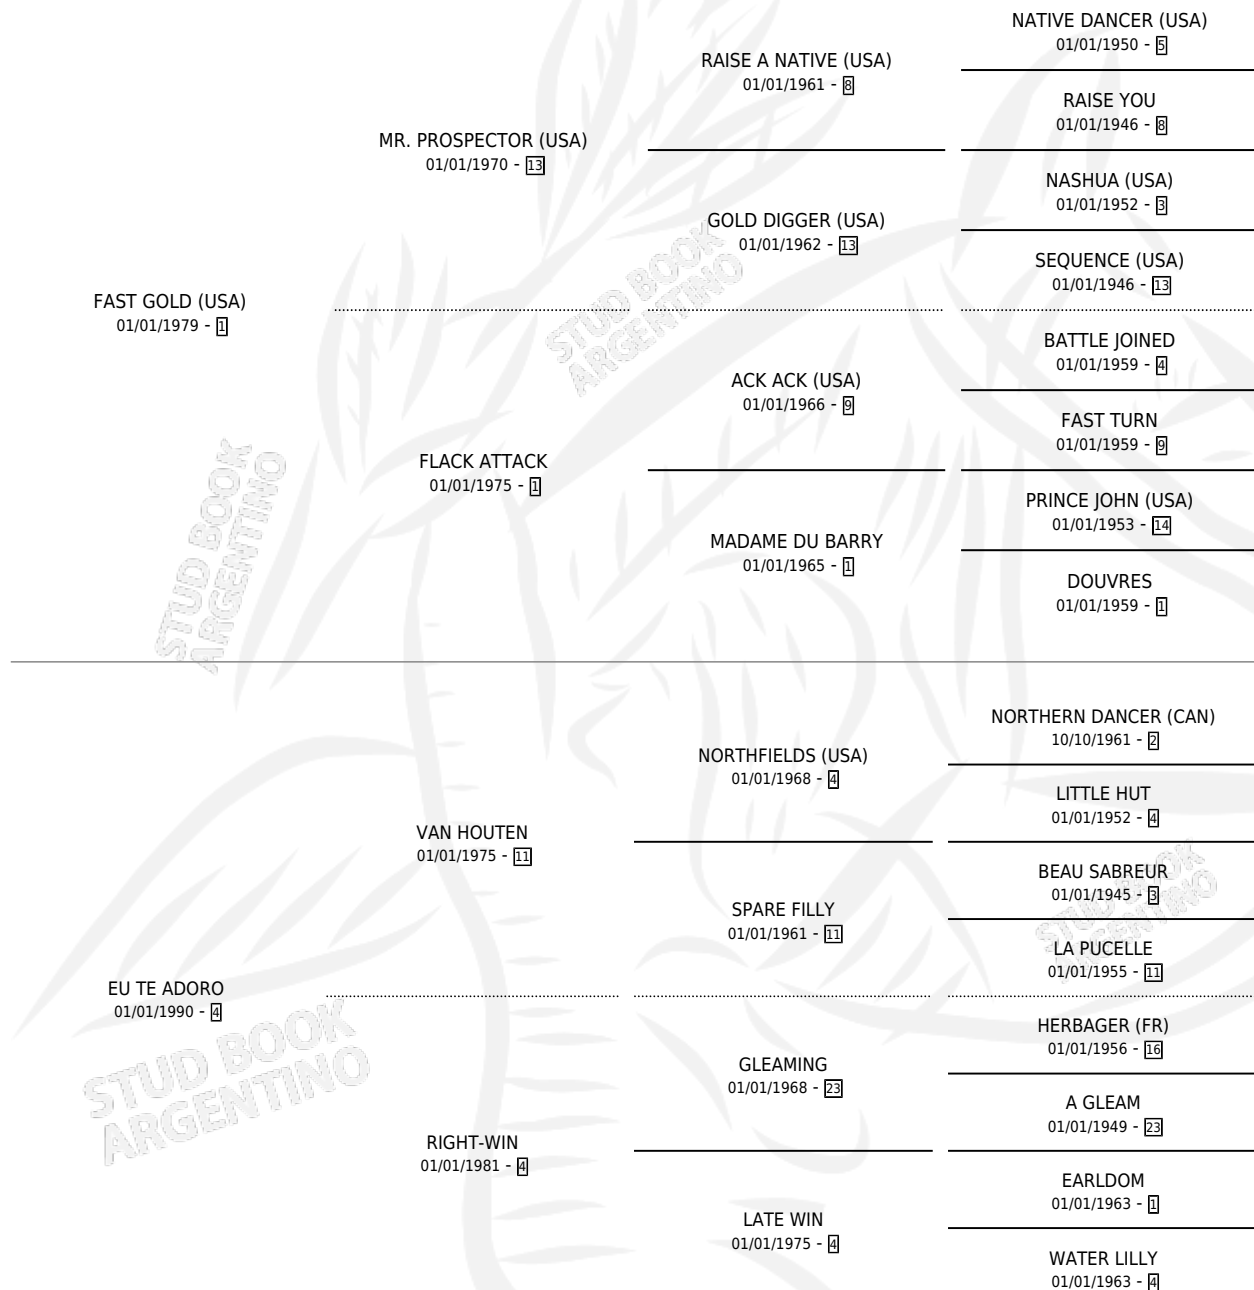 NATIVE DANCER (USA)
01/01/1950 - 5
RAISE A NATIVE (USA)
01/01/1961 - 8
RAISE YOU
01/01/1946 - 8
MR. PROSPECTOR (USA)
01/01/1970 - 13
NASHUA (USA)
01/01/1952 - 3
GOLD DIGGER (USA)
01/01/1962 - 13
SEQUENCE (USA)
01/01/1946 - 13
FAST GOLD (USA)
01/01/1979 - 1
STUD BOOK
ARGENTINO
BATTLE JOINED
01/01/1959 - 4
ACK ACK (USA)
01/01/1966 - 9
FAST TURN
01/01/1959 - 9
FLACK ATTACK
01/01/1975 - 1
PRINCE JOHN (USA)
01/01/1953 - 14
MADAME DU BARRY
01/01/1965 - 1
DOUVRES
01/01/1959 - 1
STUD BOOK
ARGENTINO
NORTHERN DANCER (CAN)
10/10/1961 - 2
NORTHFIELDS (USA)
01/01/1968 - 4
LITTLE HUT
01/01/1952 - 4
VAN HOUTEN
01/01/1975 - 11
BEAU SABREUR
01/01/1945 - 3
SPARE FILLY
01/01/1961 - 11
LA PUCELLE
01/01/1955 - 11
STUD BOOK
ARGENTINO
EU TE ADORO
01/01/1990 - 4
HERBAGER (FR)
01/01/1956 - 16
GLEAMING
01/01/1968 - 23
A GLEAM
01/01/1949 - 23
STUD BOOK
ARGENTINO
RIGHT-WIN
01/01/1981 - 4
EARLDOM
01/01/1963 - 1
LATE WIN
01/01/1975 - 4
WATER LILLY
01/01/1963 - 4